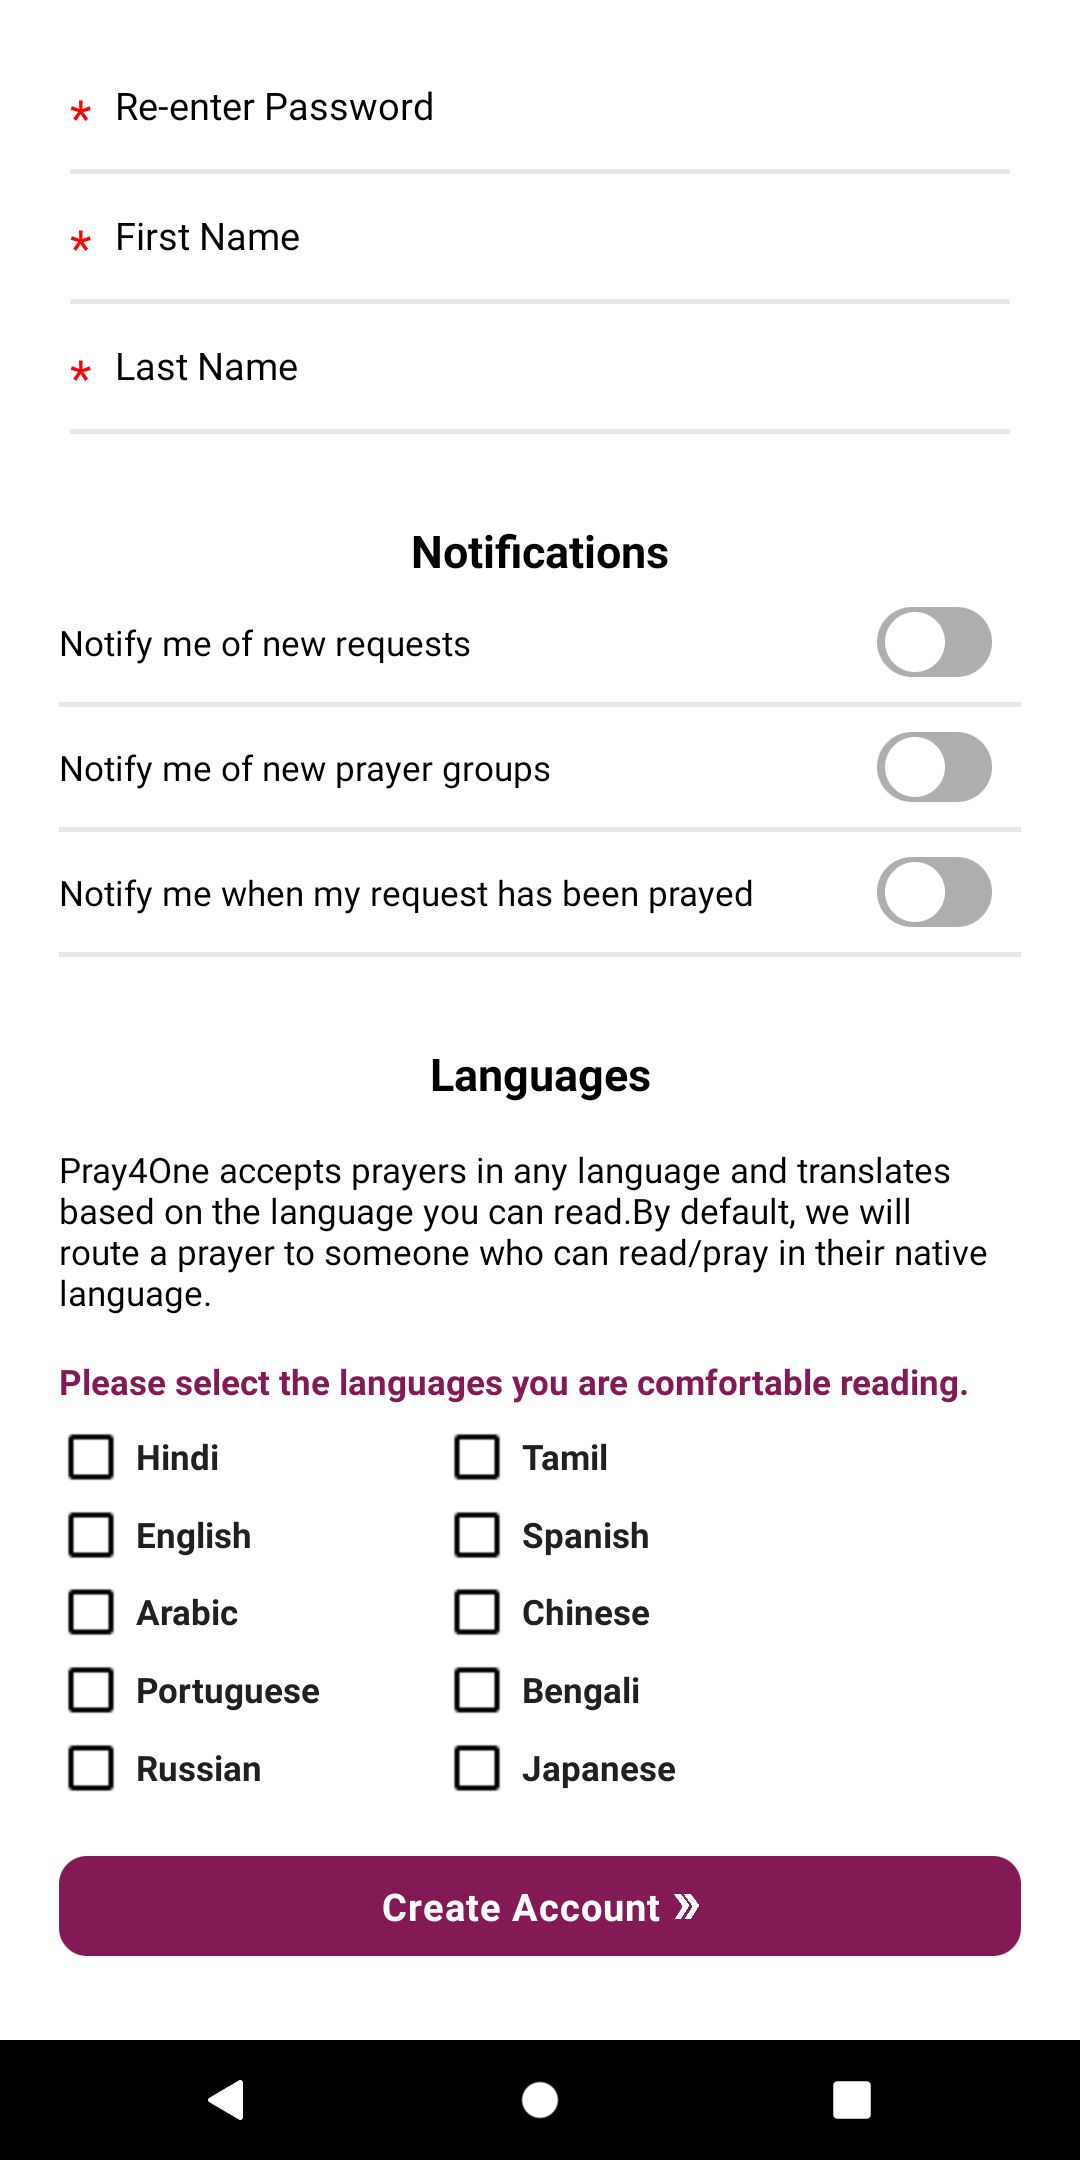 * Re-enter Password
* First Name
* Last Name
Notifications
Notify me of new requests
Notify me of new prayer groups
Notify me when my request has been prayed
Languages
Pray4One accepts prayers in any language and translates
based on the language you can read.By default, we will
route a prayer to someone who can read/pray in their native
language.
Please select the languages you are comfortable reading.
Hindi Tamil
English Spanish
Arabic Chinese
Portuguese Bengali
Russian Japanese
Create Account »